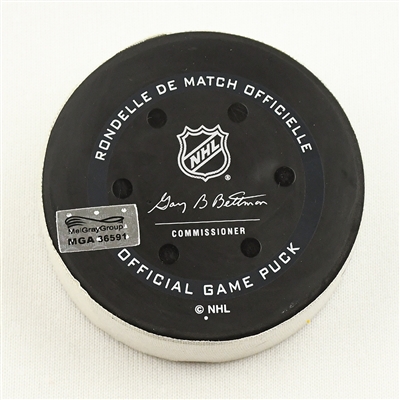 RONDELLE DE MATCH OFFICIELLE
NHL
®
Gary B Bettman
COMMISSIONER
MeiGrayGroup
MGA 36591
OFFICIAL GAME PUCK
© NHL